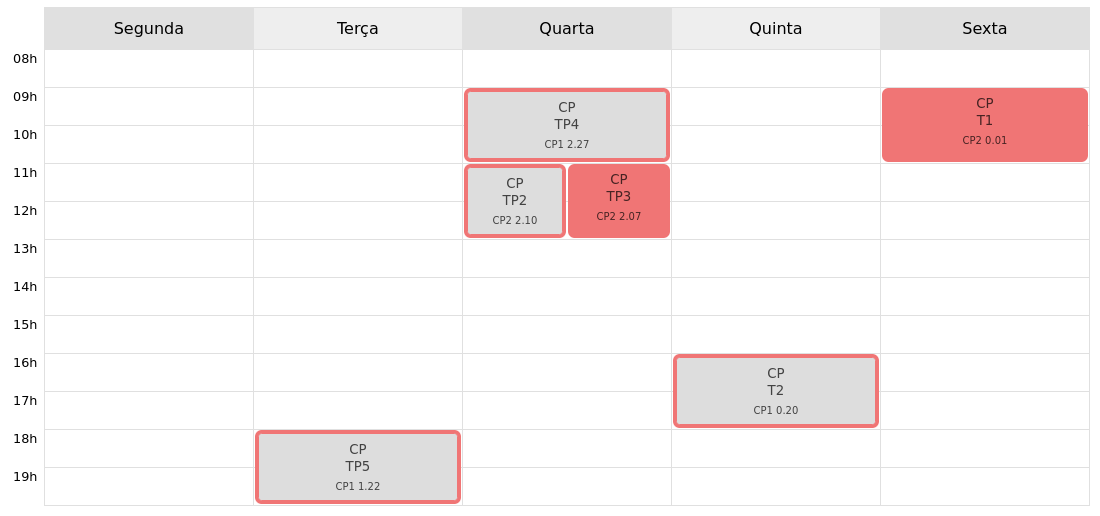 Segunda
Terça
Quarta
Quinta
Sexta
08h
09h
10h
11h
12h
13h
14h
15h
16h
17h
18h
19h
CP
TP5
CP1 1.22
CP
TP4
CP1 2.27
CP
TP2
CP2 2.10
CP
TP3
CP2 2.07
CP
T2
CP1 0.20
CP
T1
CP2 0.01